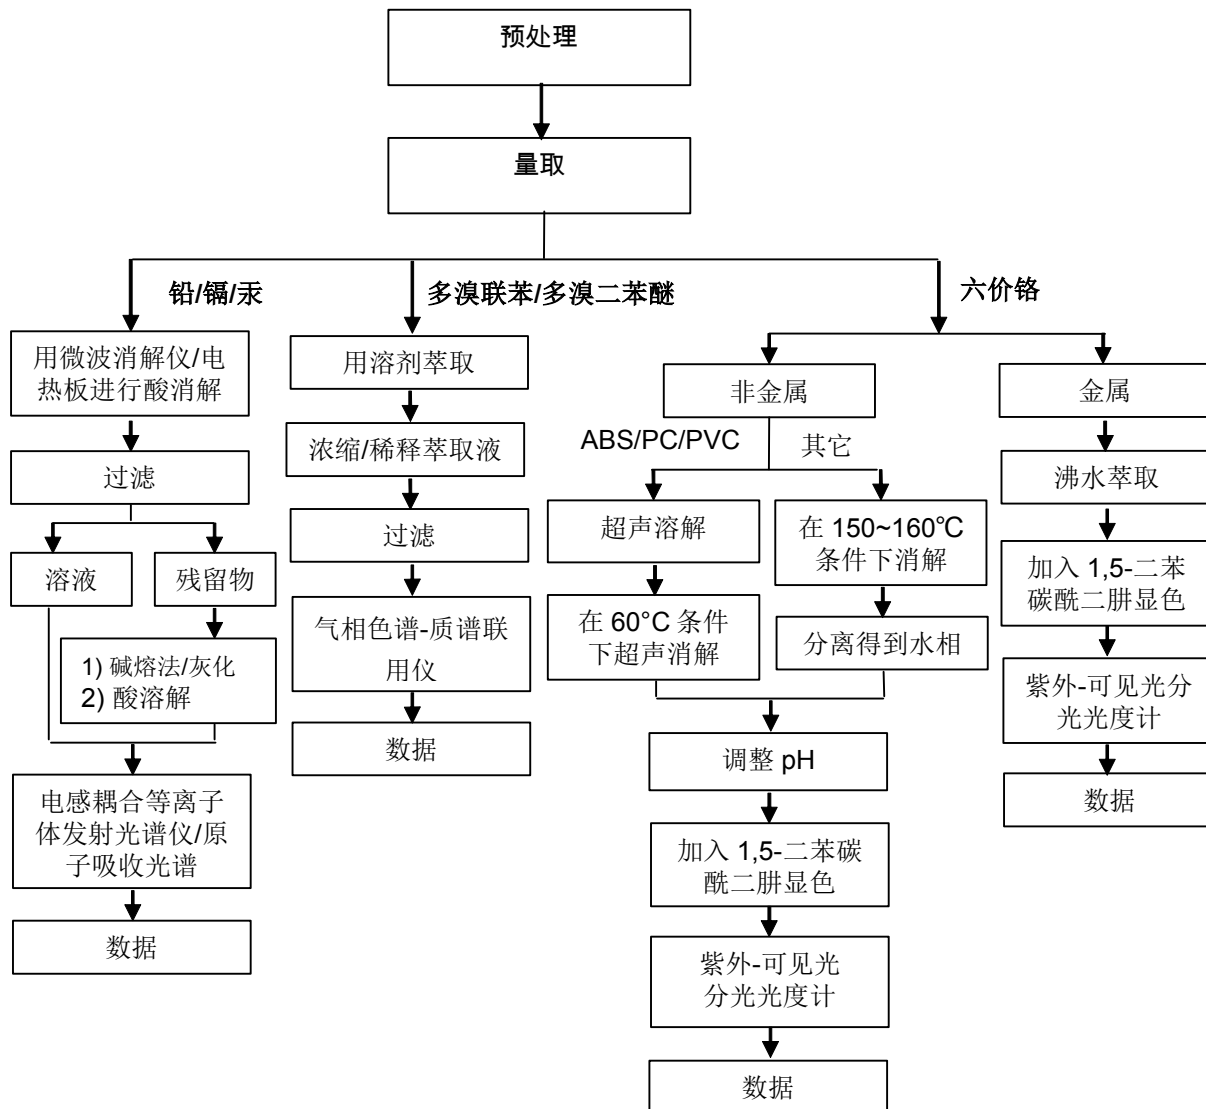 预处理
量取
铅/镉/汞
多溴联苯/多溴二苯醚
六价铬
用微波消解仪/电
热板进行酸消解
过滤
溶液
残留物
1) 碱熔法/灰化
2) 酸溶解
电感耦合等离子
体发射光谱仪/原
子吸收光谱
数据
用溶剂萃取
浓缩/稀释萃取液
过滤
气相色谱-质谱联
用仪
数据
非金属
ABS/PC/PVC
其它
超声溶解
在 60°C 条件
下超声消解
在 150~160℃
条件下消解
分离得到水相
调整 pH
加入 1,5-二苯碳
酰二肼显色
紫外-可见光
分光光度计
数据
金属
沸水萃取
加入 1,5-二苯
碳酰二肼显色
紫外-可见光分
光光度计
数据